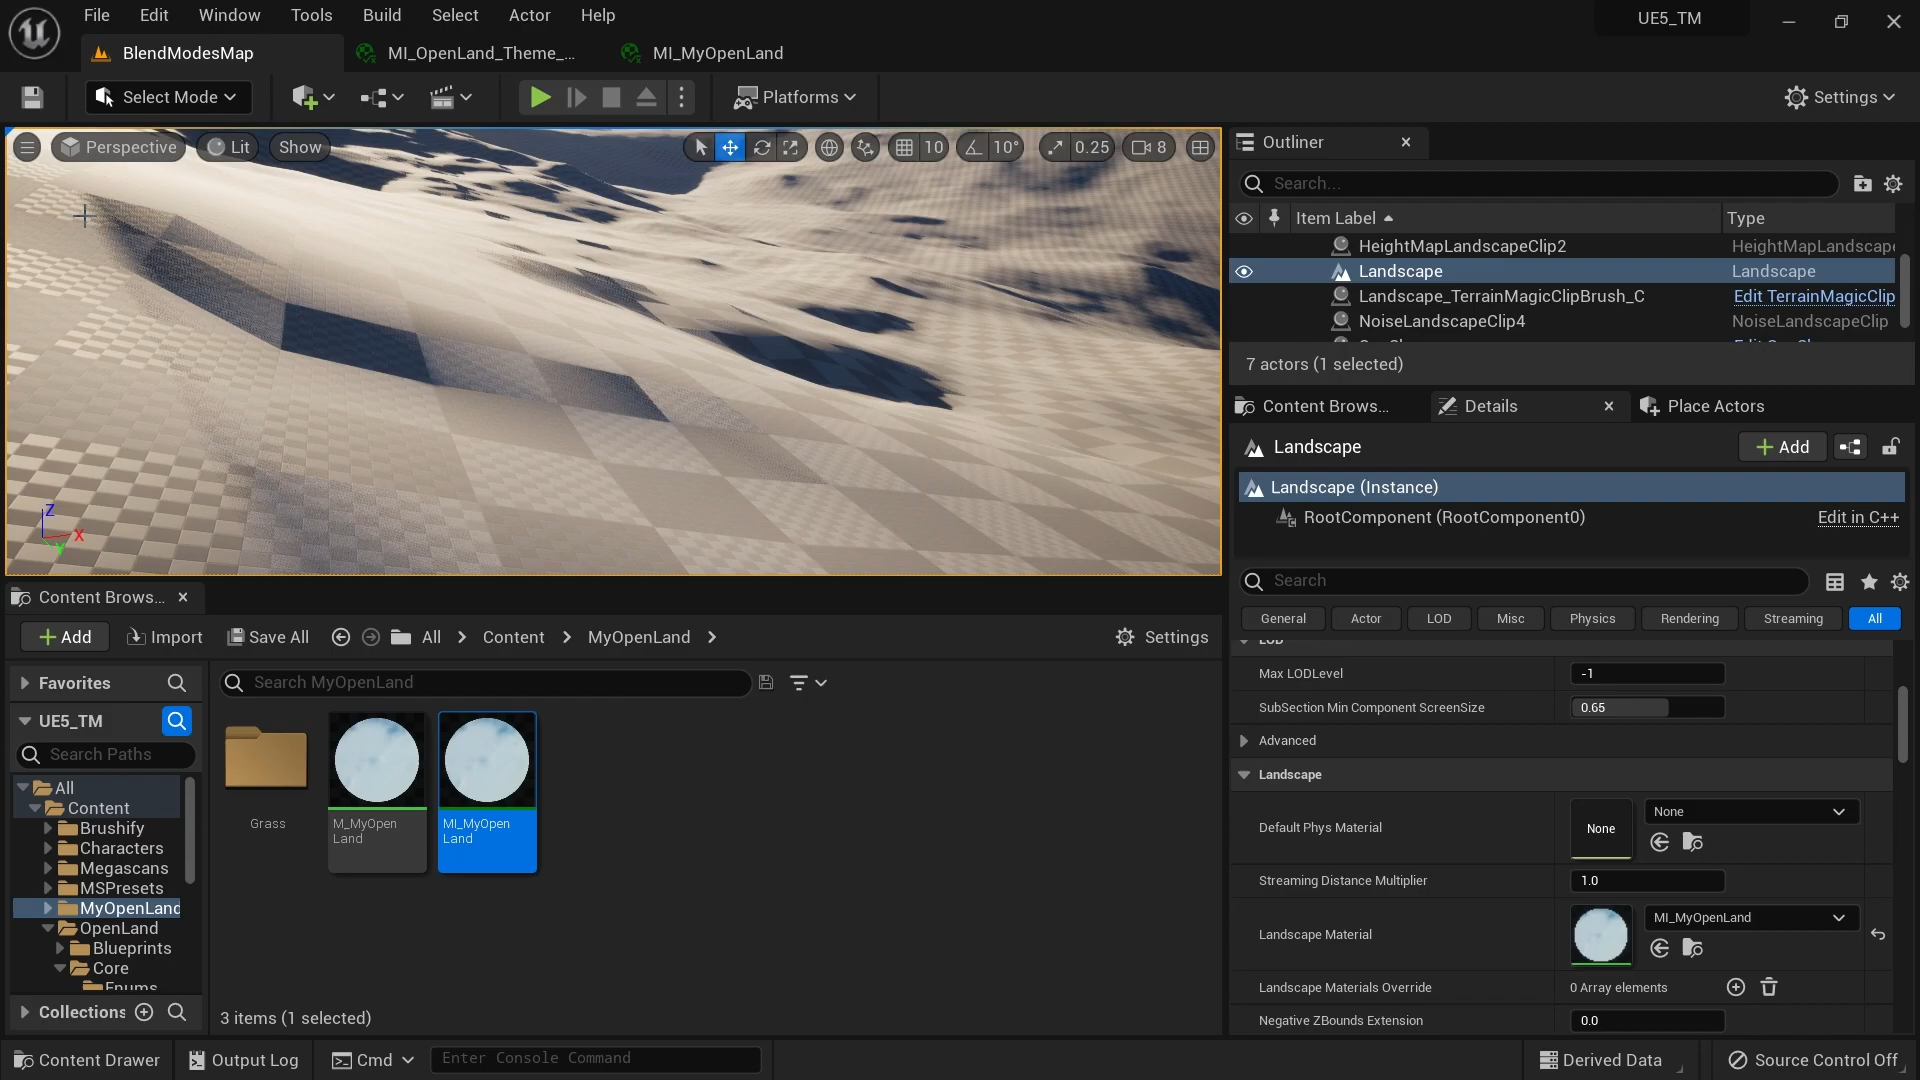 File Edit Window Tools Build Select Actor Help
UE5_TM
BlendModesMap
MI_OpenLand_Theme_...
MI_MyOpenLand
Select Mode
Platforms
Settings
Perspective
Lit
Show
10
10°
0.25
8
Z
X
Y
Outliner
Search...
Item Label
Type
HeightMapLandscapeClip2
HeightMapLandscape
Landscape
Landscape
Landscape_TerrainMagicClipBrush_C
Edit TerrainMagicClip
NoiseLandscapeClip4
NoiseLandscapeClip
7 actors (1 selected)
Content Brows...
Details
Place Actors
Landscape
Add
Landscape (Instance)
RootComponent (RootComponent0)
Edit in C++
Search
General
Actor
LOD
Misc
Physics
Rendering
Streaming
All
LOD
Max LODLevel
-1
SubSection Min Component ScreenSize
0.65
Advanced
Landscape
Default Phys Material
None
None
Streaming Distance Multiplier
1.0
Landscape Material
MI_MyOpenLand
Landscape Materials Override
0 Array elements
Negative ZBounds Extension
0.0
Content Brows...
Add
Import
Save All
All
Content
MyOpenLand
Settings
Favorites
UE5_TM
Search Paths
All
Content
Brushify
Characters
Megascans
MSPresets
MyOpenLand
OpenLand
Blueprints
Core
Enums
Collections
Search MyOpenLand
Grass
M_MyOpen
Land
MI_MyOpen
Land
3 items (1 selected)
Content Drawer
Output Log
Cmd
Enter Console Command
Derived Data
Source Control Off